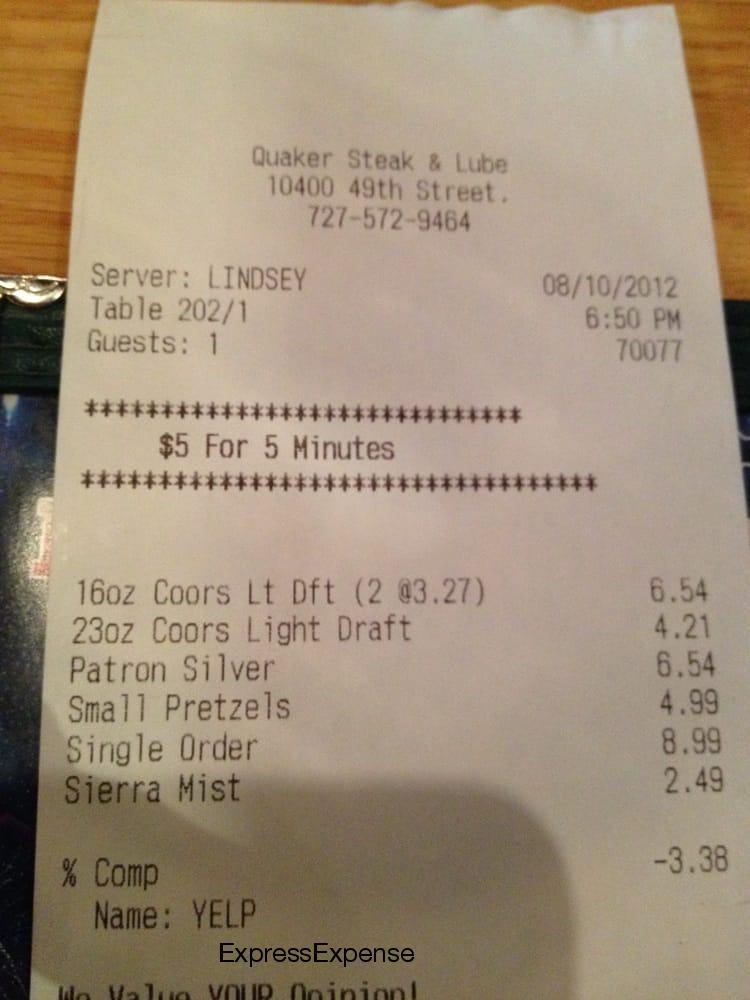 Quaker Steak & Lube
10400 49th Street.
727-572-9464
Server: LINDSEY 08/10/2012
Table 202/1 6:50 PM
Guests: 1 70077
*****************************
$5 For 5 Minutes
**********************************
16oz Coors Lt Dft (2 @3.27) 6.54
23oz Coors Light Draft 4.21
Patron Silver 6.54
Small Pretzels 4.99
Single Order 8.99
Sierra Mist 2.49
% Comp -3.38
Name: YELP
ExpressExpense
We Value YOUR Opinion!